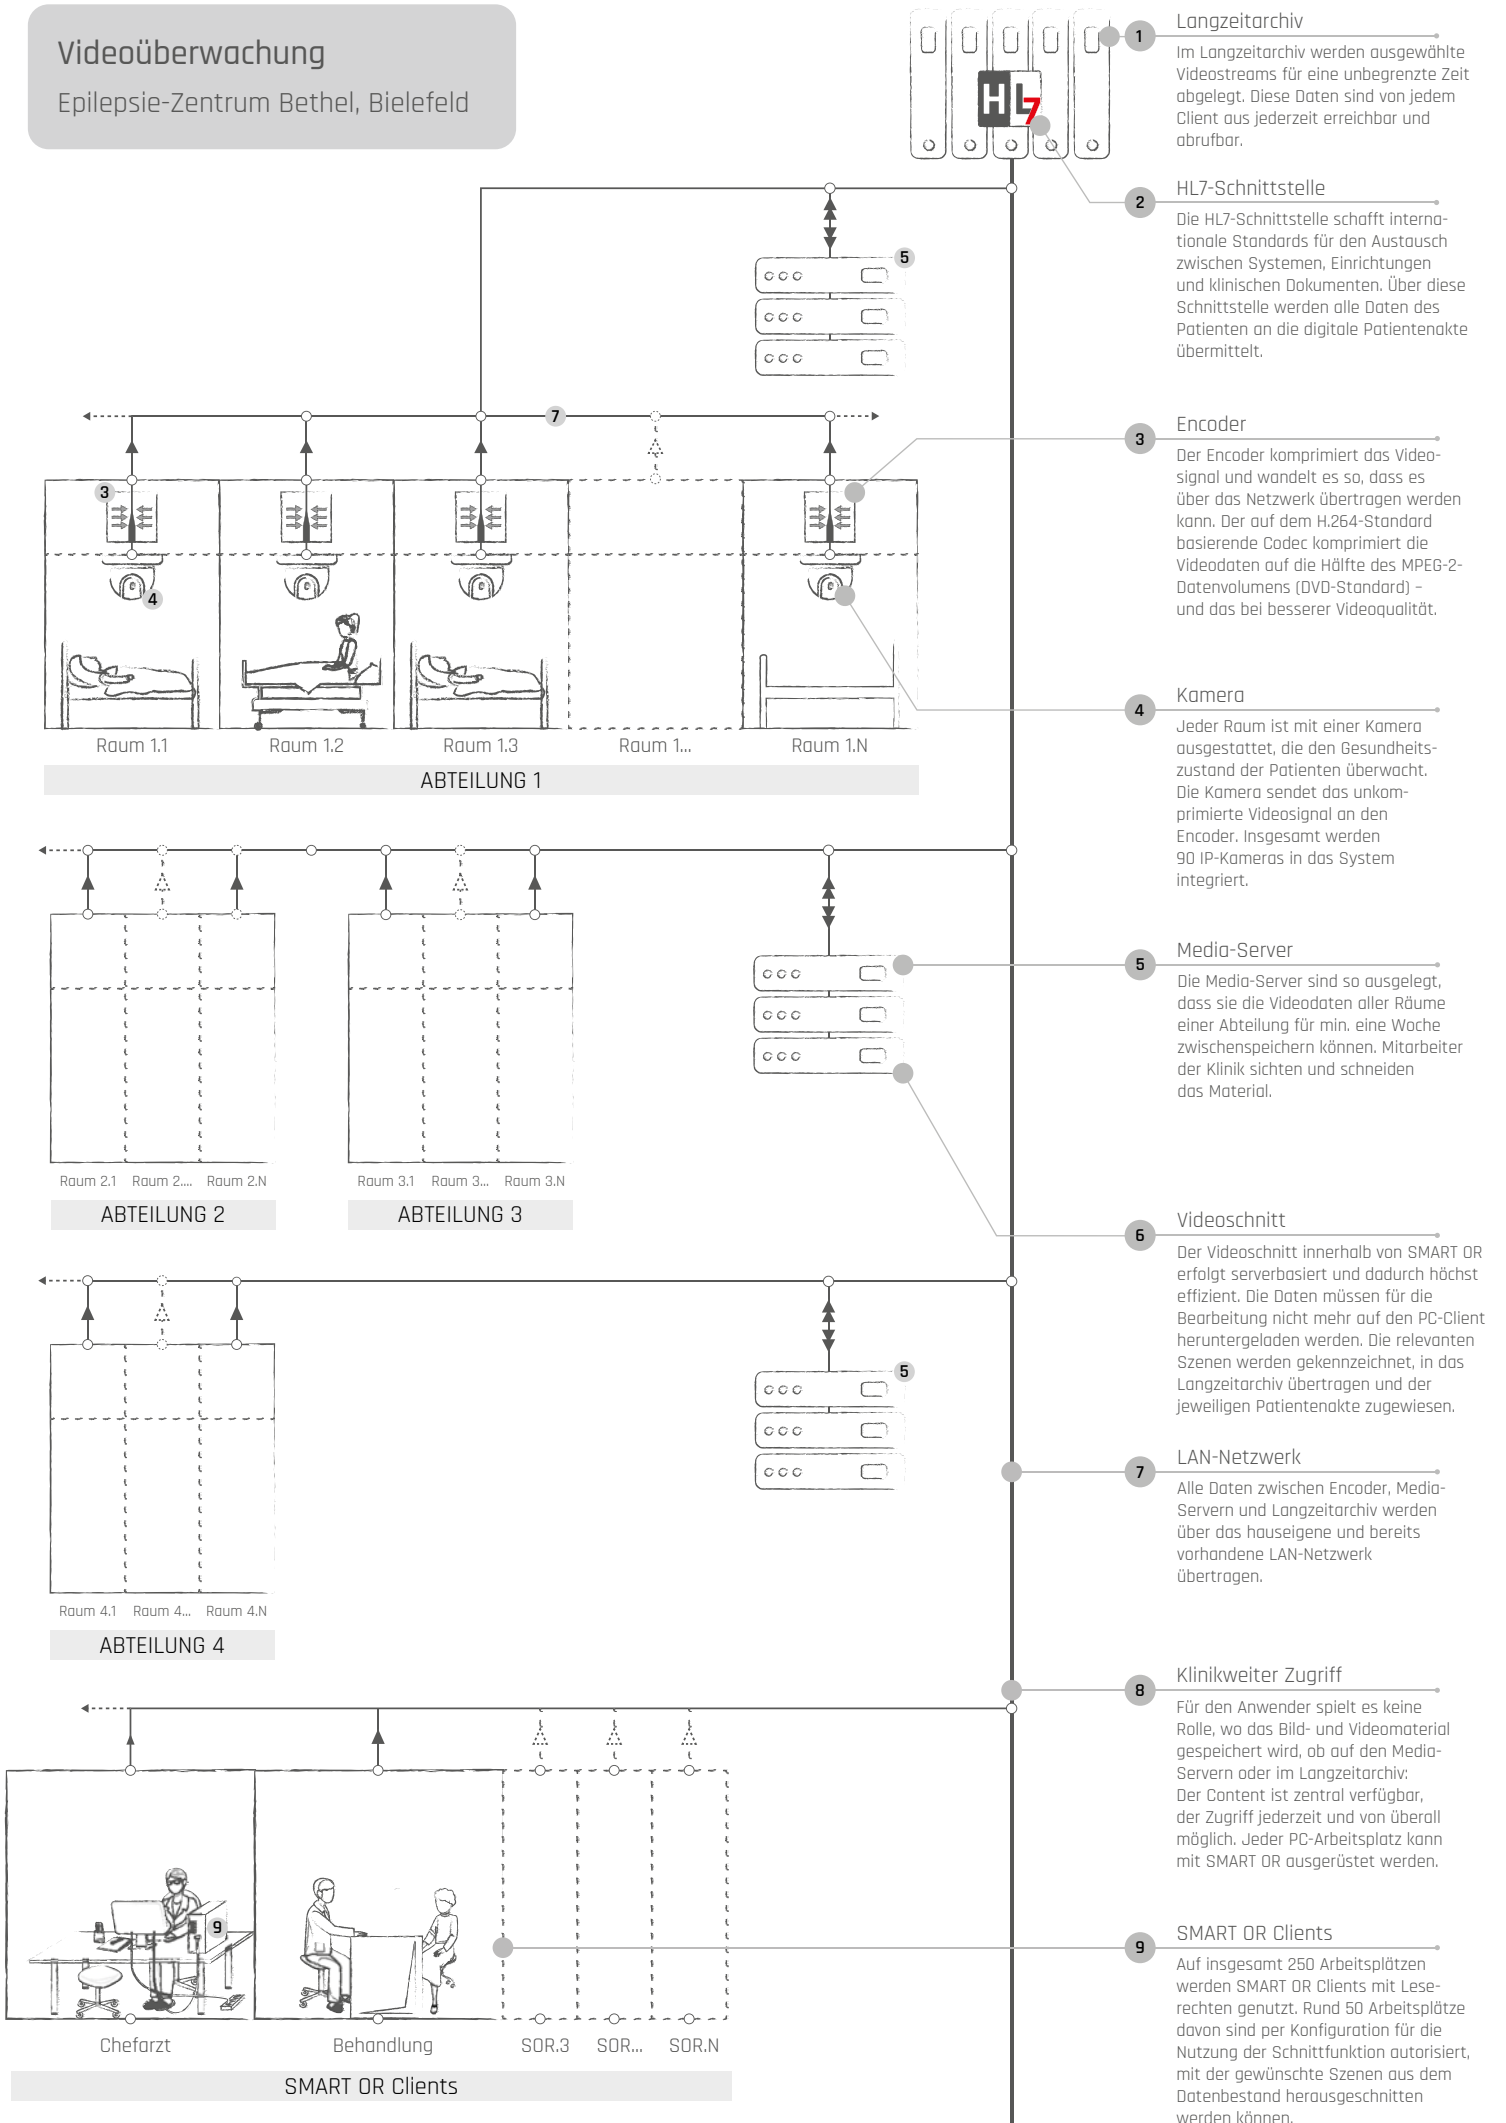 Videoüberwachung
Epilepsie-Zentrum Bethel, Bielefeld
HL7
1
Langzeitarchiv
Im Langzeitarchiv werden ausgewählte
Videostreams für eine unbegrenzte Zeit
abgelegt. Diese Daten sind von jedem
Client aus jederzeit erreichbar und
abrufbar.
2
HL7-Schnittstelle
Die HL7-Schnittstelle schafft interna-
tionale Standards für den Austausch
zwischen Systemen, Einrichtungen
und klinischen Dokumenten. Über diese
Schnittstelle werden alle Daten des
Patienten an die digitale Patientenakte
übermittelt.
5
7
3
4
Raum 1.1
Raum 1.2
Raum 1.3
Raum 1...
Raum 1.N
ABTEILUNG 1
3
Encoder
Der Encoder komprimiert das Video-
signal und wandelt es so, dass es
über das Netzwerk übertragen werden
kann. Der auf dem H.264-Standard
basierende Codec komprimiert die
Videodaten auf die Hälfte des MPEG-2-
Datenvolumens (DVD-Standard) –
und das bei besserer Videoqualität.
4
Kamera
Jeder Raum ist mit einer Kamera
ausgestattet, die den Gesundheits-
zustand der Patienten überwacht.
Die Kamera sendet das unkom-
primierte Videosignal an den
Encoder. Insgesamt werden
90 IP-Kameras in das System
integriert.
Raum 2.1
Raum 2....
Raum 2.N
ABTEILUNG 2
Raum 3.1
Raum 3...
Raum 3.N
ABTEILUNG 3
5
Media-Server
Die Media-Server sind so ausgelegt,
dass sie die Videodaten aller Räume
einer Abteilung für min. eine Woche
zwischenspeichern können. Mitarbeiter
der Klinik sichten und schneiden
das Material.
6
Videoschnitt
Der Videoschnitt innerhalb von SMART OR
erfolgt serverbasiert und dadurch höchst
effizient. Die Daten müssen für die
Bearbeitung nicht mehr auf den PC-Client
heruntergeladen werden. Die relevanten
Szenen werden gekennzeichnet, in das
Langzeitarchiv übertragen und der
jeweiligen Patientenakte zugewiesen.
5
Raum 4.1
Raum 4...
Raum 4.N
ABTEILUNG 4
7
LAN-Netzwerk
Alle Daten zwischen Encoder, Media-
Servern und Langzeitarchiv werden
über das hauseigene und bereits
vorhandene LAN-Netzwerk
übertragen.
8
Klinikweiter Zugriff
Für den Anwender spielt es keine
Rolle, wo das Bild- und Videomaterial
gespeichert wird, ob auf den Media-
Servern oder im Langzeitarchiv:
Der Content ist zentral verfügbar,
der Zugriff jederzeit und von überall
möglich. Jeder PC-Arbeitsplatz kann
mit SMART OR ausgerüstet werden.
9
Chefarzt
Behandlung
SOR.3
SOR...
SOR.N
SMART OR Clients
9
SMART OR Clients
Auf insgesamt 250 Arbeitsplätzen
werden SMART OR Clients mit Lese-
rechten genutzt. Rund 50 Arbeitsplätze
davon sind per Konfiguration für die
Nutzung der Schnittfunktion autorisiert,
mit der gewünschte Szenen aus dem
Datenbestand herausgeschnitten
werden können.